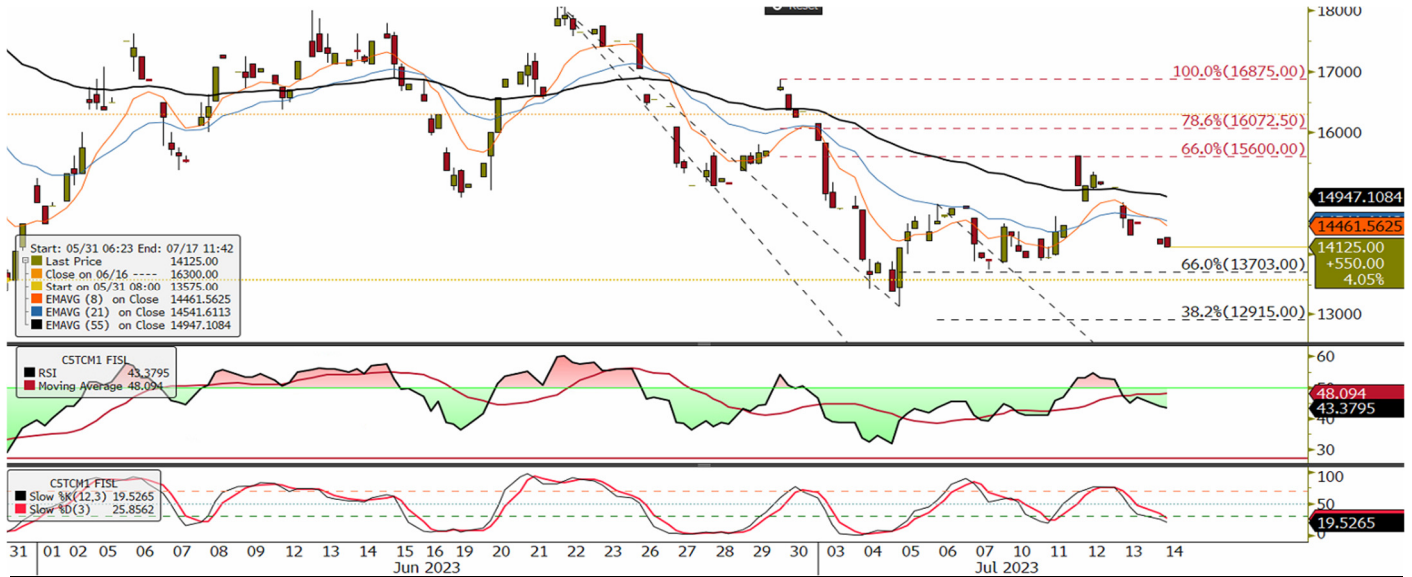 Reset
18000
17000
16000
13000
100.0%(16875.00)
78.6%(16072.50)
66.0%(15600.00)
66.0%(13703.00)
38.2%(12915.00)
14947.1084
14461.5625
14125.00
+550.00
4.05%
Start: 05/31 06:23 End: 07/17 11:42
Last Price 14125.00
Close on 06/16 ---- 16300.00
Start on 05/31 08:00 13575.00
EMAVG (8) on Close 14461.5625
EMAVG (21) on Close 14541.6113
EMAVG (55) on Close 14947.1084
CSTCM1 FISL
RSI 43.3795
Moving Average 48.094
60
48.094
43.3795
30
CSTCM1 FISL
Slow %K(12,3) 19.5265
Slow %D(3) 25.8562
100
50
19.5265
0
31 01 02 05 06 07 08 09 12 13 14 15 16 19 20 21 22 23 26 27 28 29 30 03 04 05 06 07 10 11 12 13 14
Jun 2023 Jul 2023